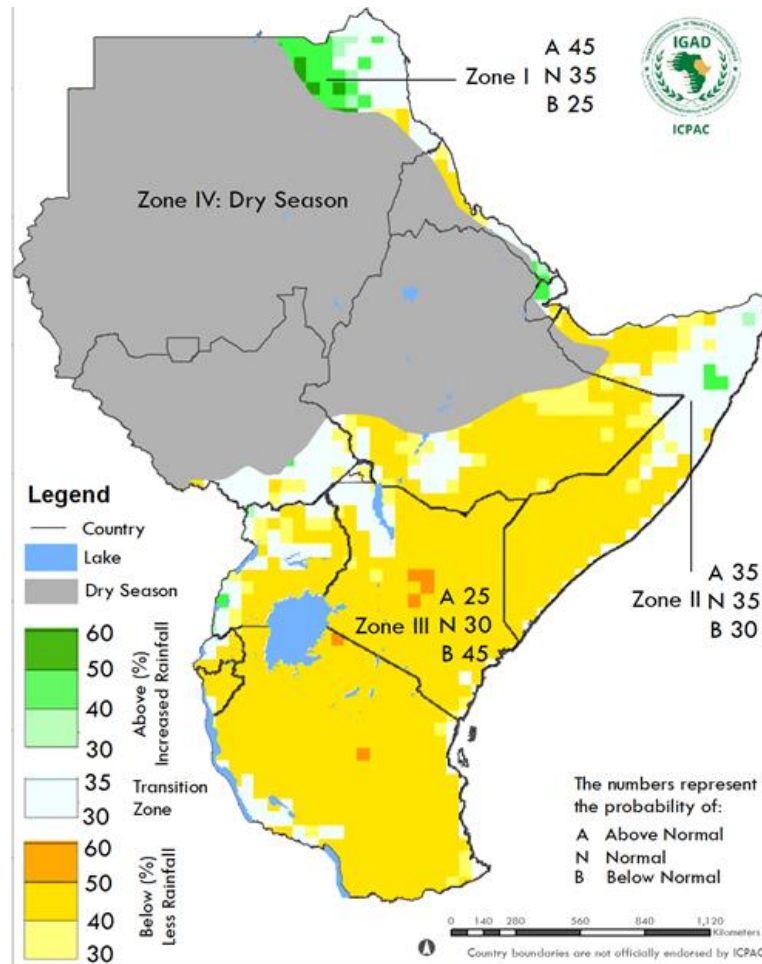 A 45
Zone I N 35
B 25
IGAD
ICPAC
Zone IV: Dry Season
Legend
Country
Lake
Dry Season
60
50
40
30
Above (%)
Increased Rainfall
35
30
Transition
Zone
60
50
40
30
Below (%)
Less Rainfall
A 35
Zone II N 35
B 30
A 25
Zone III N 30
B 45
The numbers represent
the probability of:
A Above Normal
N Normal
B Below Normal
0 140 280 560 840 1,120
Kilometers
Country boundaries are not officially endorsed by ICPAC